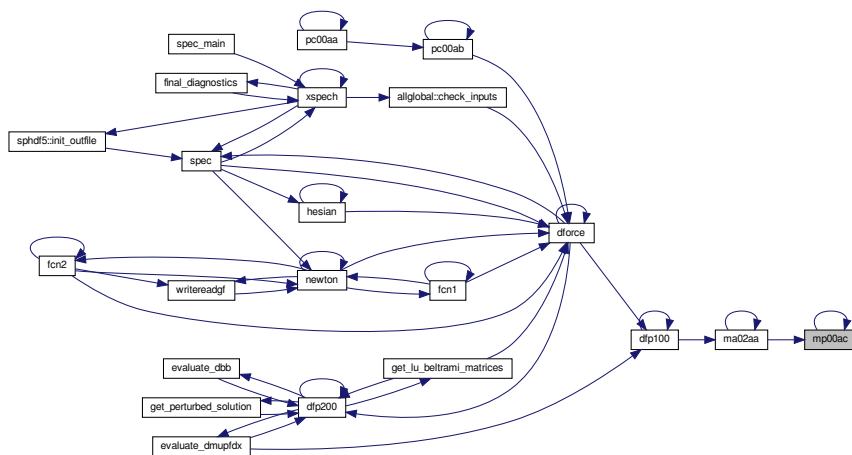 spec_main
pc00aa
pc00ab
final_diagnostics
xspech
allglobal::check_inputs
sphdf5::init_outfile
spec
hesian
dforce
fcn2
newton
writereadgf
fcn1
dfp100
ma02aa
mp00ac
evaluate_dbb
get_lu_beltrami_matrices
dfp200
get_perturbed_solution
evaluate_dmupfdx